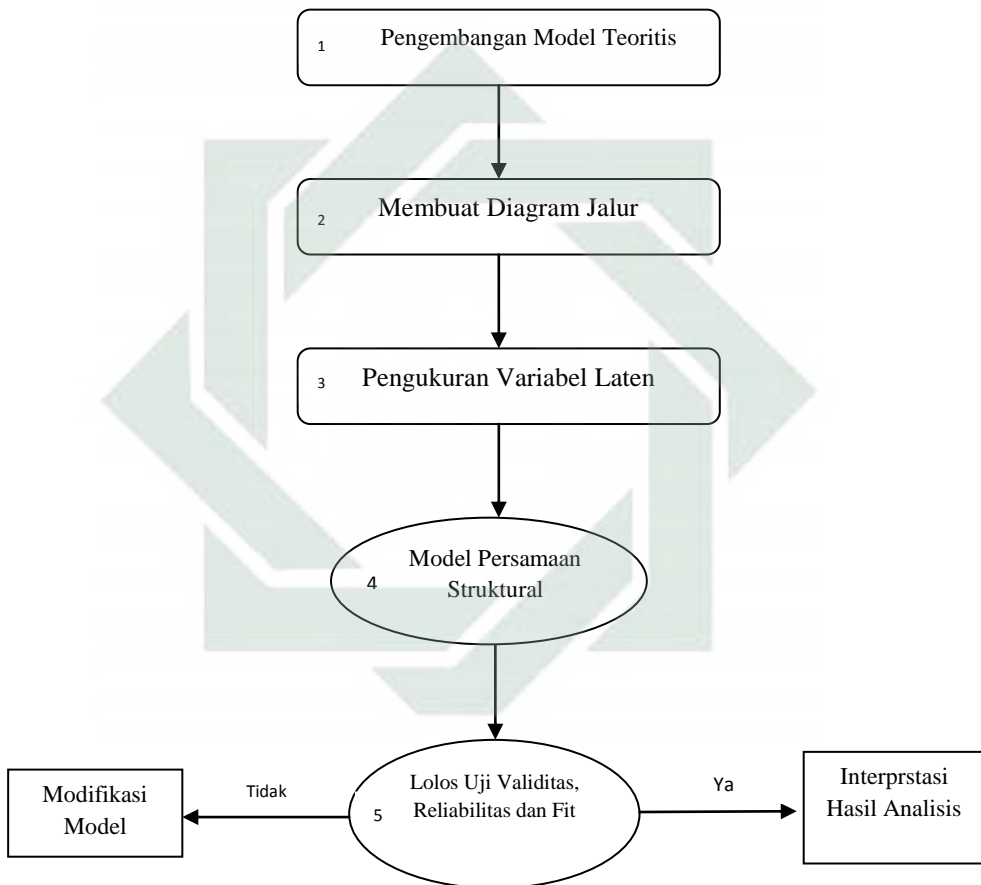 1 Pengembangan Model Teoritis
2 Membuat Diagram Jalur
3 Pengukuran Variabel Laten
Model Persamaan
4 Struktural
Modifikasi
Model
Tidak
5 Lolos Uji Validitas,
Reliabilitas dan Fit
Ya
Interprstasi
Hasil Analisis